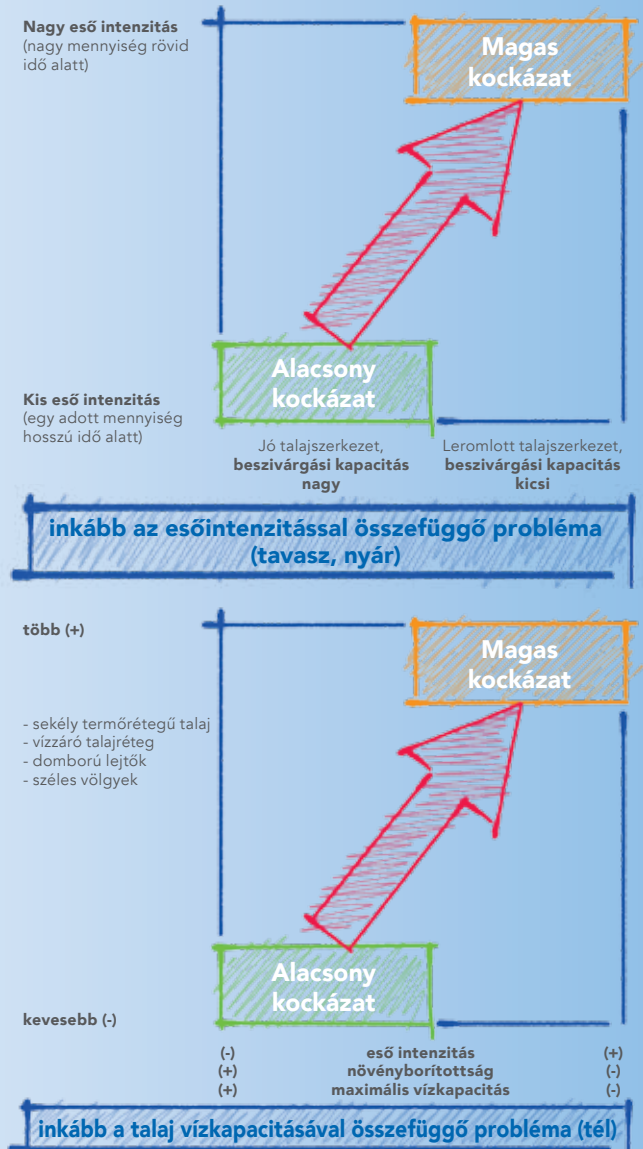 Nagy eső intenzitás
(nagy mennyiség rövid
idő alatt)
Magas
kockázat
Alacsony
kockázat
Kis eső intenzitás
(egy adott mennyiség
hosszú idő alatt)
Jó talajszerkezet,
beszivárgási kapacitás
nagy
Leromlott talajszerkezet,
beszivárgási kapacitás
kicsi
inkább az esőintenzitással összefüggő probléma
(tavasz, nyár)
több (+)
Magas
kockázat
- sekély termőrétegű talaj
- vízzáró talajréteg
- domború lejtők
- széles völgyek
Alacsony
kockázat
kevesebb (-)
(-) eső intenzitás (+)
(+) növényborítottság (-)
(+) maximális vízkapacitás (-)
inkább a talaj vízkapacitásával összefüggő probléma (tél)